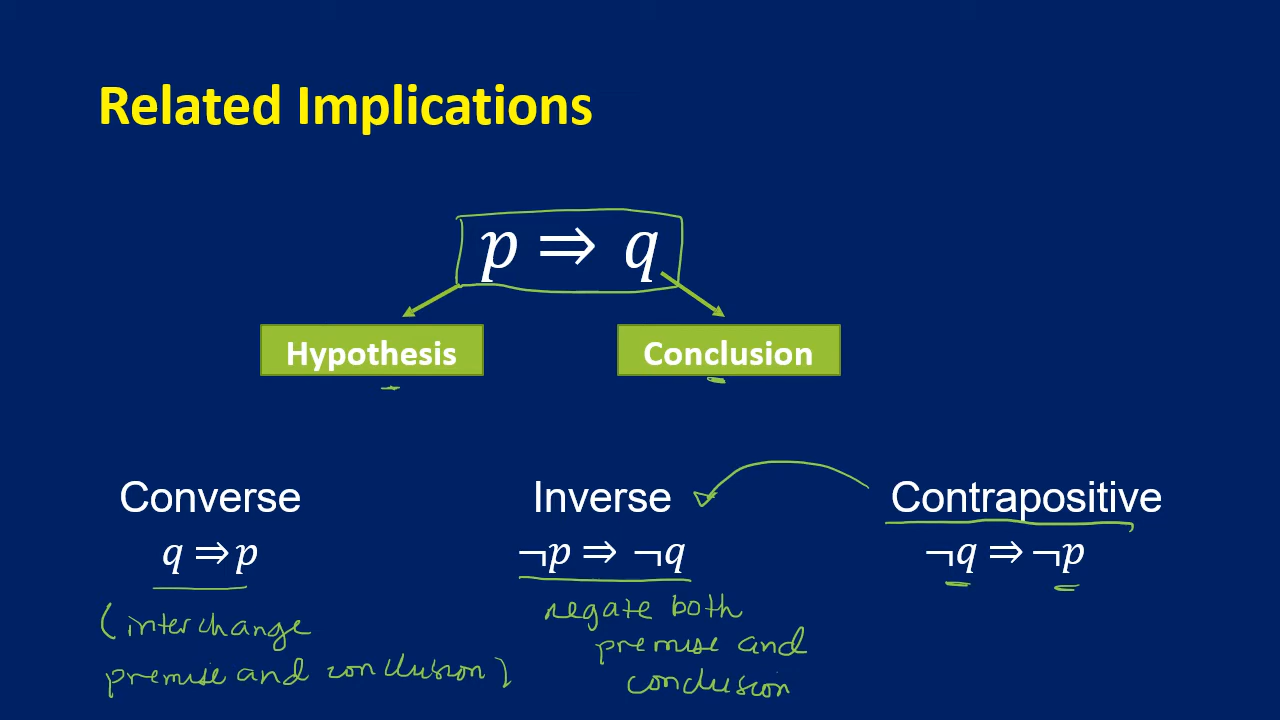 Related Implications
p ⇒ q
Hypothesis
Conclusion
Converse
q ⇒ p
(interchange
premise and conclusion)
Inverse
¬p ⇒ ¬q
negate both
premise and
conclusion
Contrapositive
¬q ⇒ ¬p